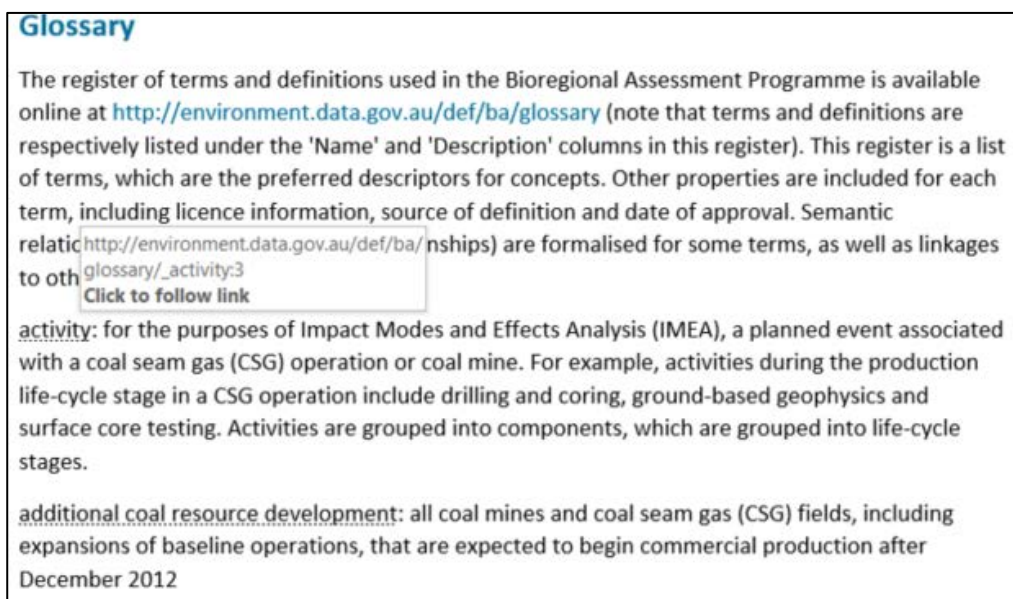 Glossary
The register of terms and definitions used in the Bioregional Assessment Programme is available
online at http://environment.data.gov.au/def/ba/glossary (note that terms and definitions are
respectively listed under the 'Name' and 'Description' columns in this register). This register is a list
of terms, which are the preferred descriptors for concepts. Other properties are included for each
term, including licence information, source of definition and date of approval. Semantic
relatic http://environment.data.gov.au/def/ba/ nships) are formalised for some terms, as well as linkages
to oth glossary/_activity:3
Click to follow link
activity: for the purposes of Impact Modes and Effects Analysis (IMEA), a planned event associated
with a coal seam gas (CSG) operation or coal mine. For example, activities during the production
life-cycle stage in a CSG operation include drilling and coring, ground-based geophysics and
surface core testing. Activities are grouped into components, which are grouped into life-cycle
stages.
additional coal resource development: all coal mines and coal seam gas (CSG) fields, including
expansions of baseline operations, that are expected to begin commercial production after
December 2012